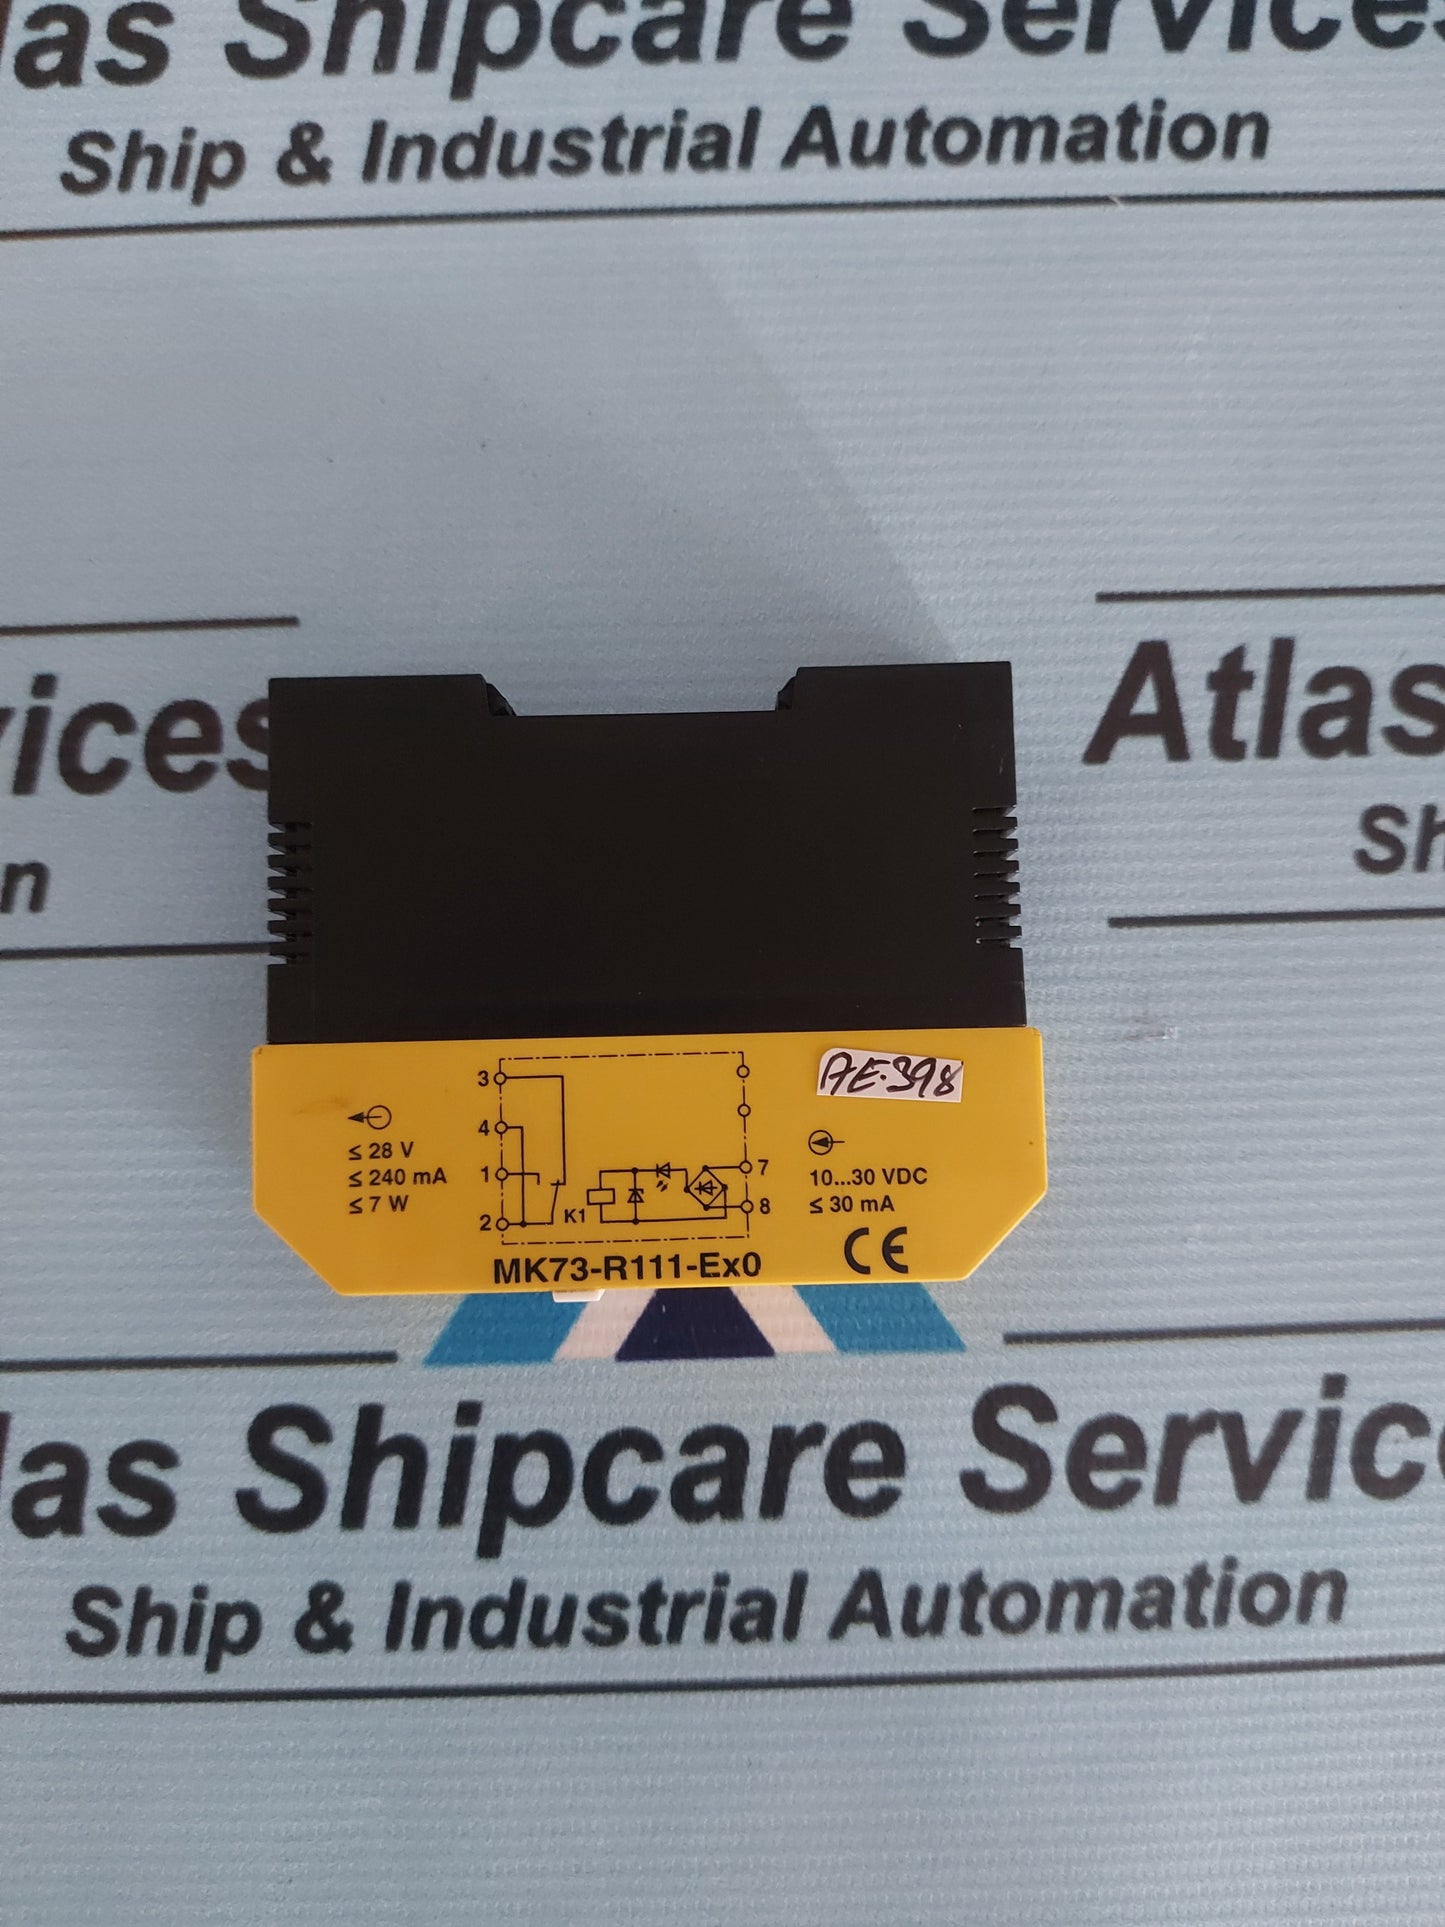 las Shipcare Services
Ship & Industrial Automation
vices
n
Atlas
Sh
3
4
1
2
K1
7
8
≤ 28 V
≤ 240 mA
≤ 7 W
AE.398
10...30 VDC
≤ 30 mA
CE
MK73-R111-Ex0
las Shipcare Servic
Ship & Industrial Automation